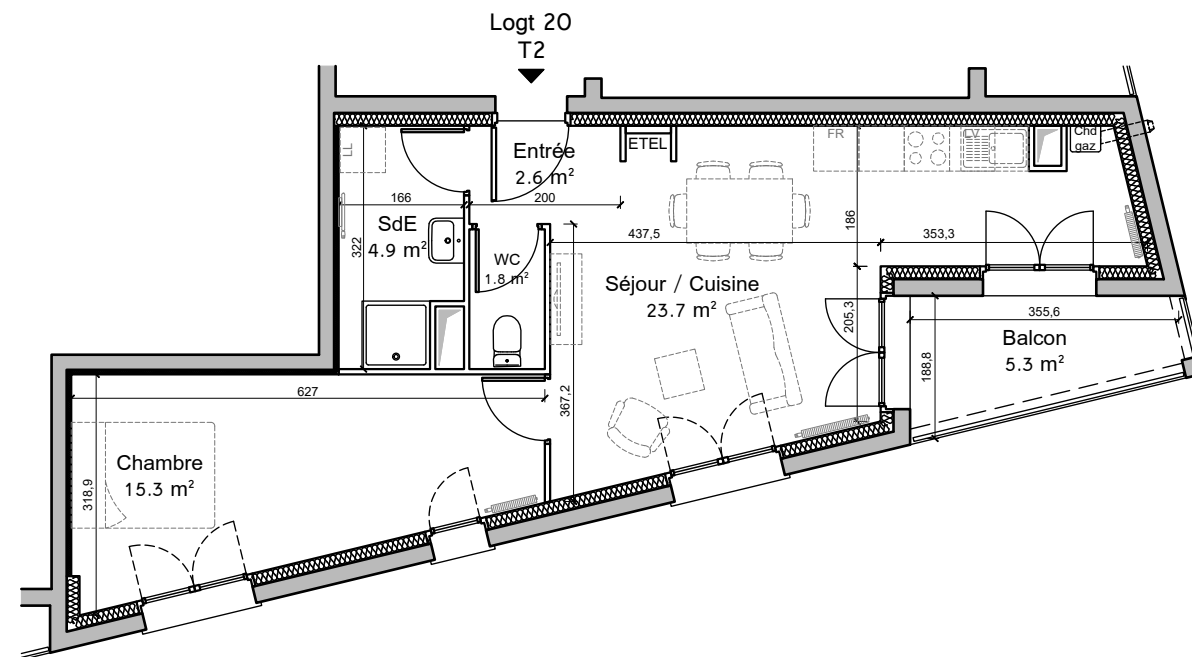 Logt 20
T2
LL
Entrée
2.6 m²
ETEL
FR
LV
Chd
gaz
166
200
SdE
4.9 m²
322
WC
1.8 m²
437,5
186
353,3
Séjour / Cuisine
23.7 m²
205,3
355,6
Balcon
5.3 m²
188,8
627
367,2
Chambre
15.3 m²
318,9